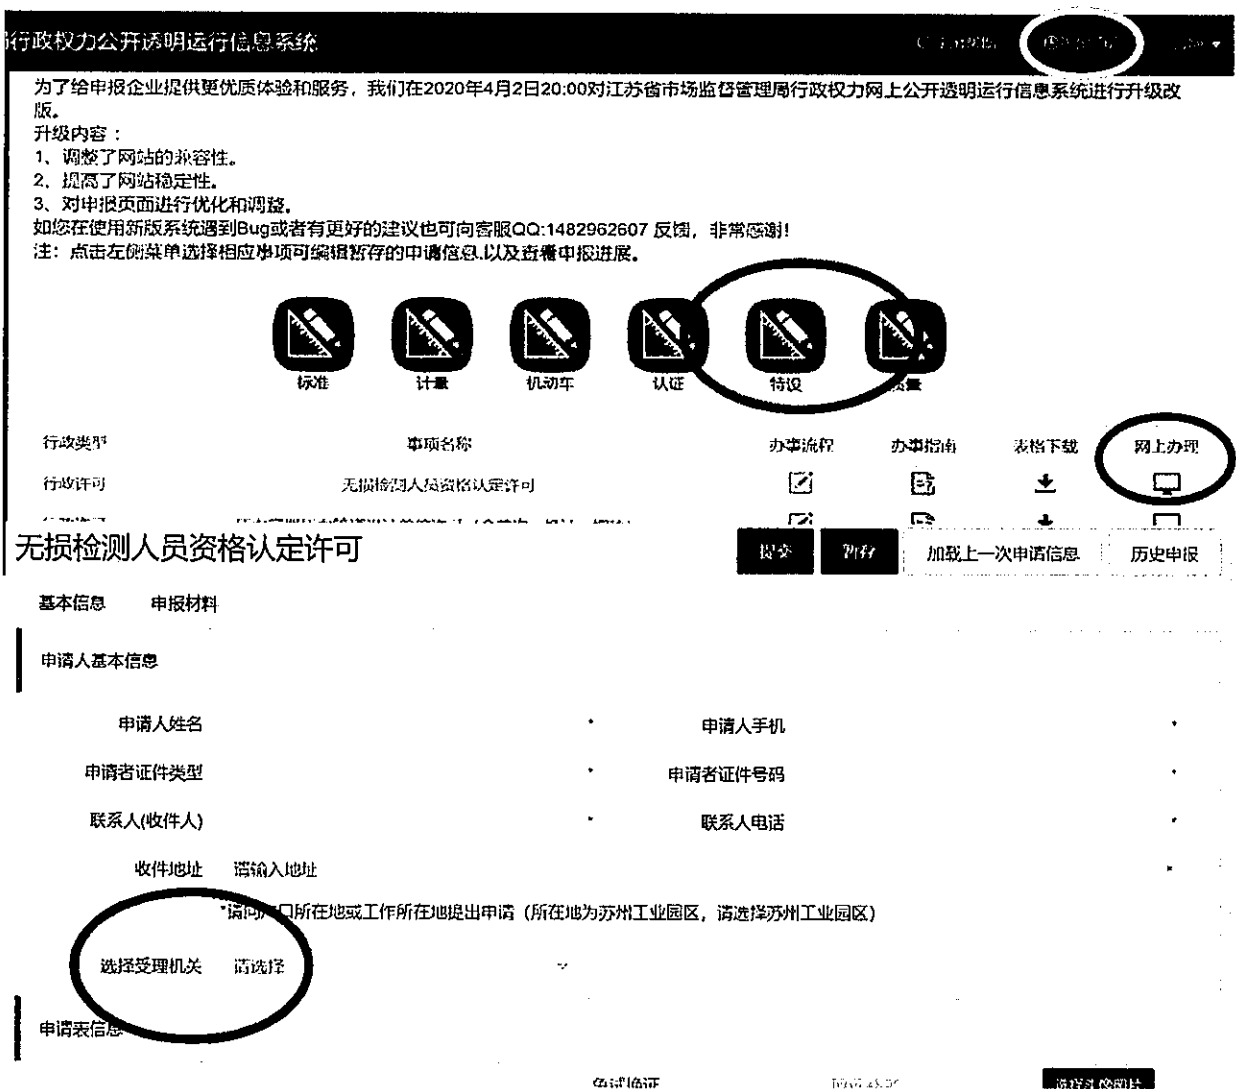 行政权力公开透明运行信息系统
为了给申报企业提供更优质体验和服务，我们在2020年4月2日20:00对江苏省市场监督管理局行政权力网上公开透明运行信息系统进行升级改
版。
升级内容：
1、调整了网站的兼容性。
2、提高了网站稳定性。
3、对申报页面进行优化和调整。
如您在使用新版系统遇到Bug或者有更好的建议也可向客服QQ:1482962607 反馈，非常感谢!
注：点击左侧菜单选择相应事项可编辑暂存的申请信息,以及查看申报进展。
标准 计量 机动车 认证 特设 质量
行政类型 事项名称 办事流程 办事指南 表格下载 网上办理
行政许可 无损检测人员资格认定许可
无损检测人员资格认定许可 提交 暂存 加载上一次申请信息 历史申报
基本信息 申报材料
申请人基本信息
申请人姓名 * 申请人手机 *
申请者证件类型 * 申请者证件号码 *
联系人(收件人) * 联系人电话 *
收件地址 请输入地址 *
*请向户口所在地或工作所在地提出申请（所在地为苏州工业园区，请选择苏州工业园区）
选择受理机关 请选择
申请表信息